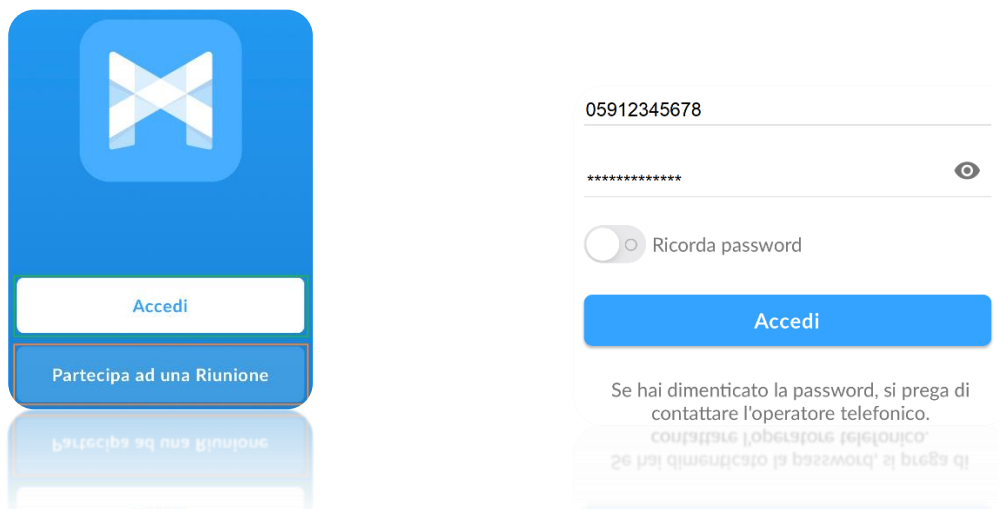 Accedi
Partecipa ad una Riunione
05912345678
*************
Ricorda password
Accedi
Se hai dimenticato la password, si prega di
contattare l'operatore telefonico.